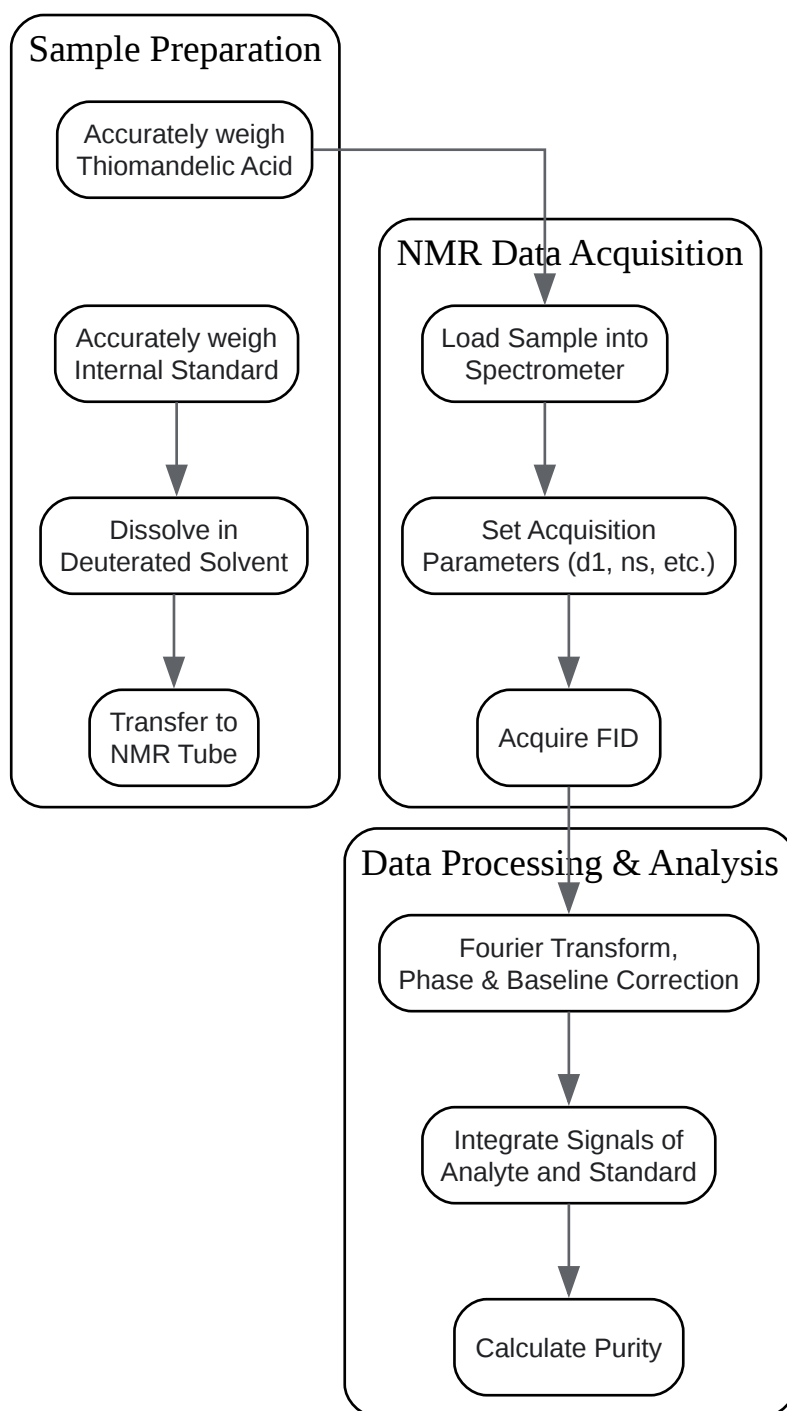 Sample Preparation
Accurately weigh
Thiomandelic Acid
Accurately weigh
Internal Standard
Dissolve in
Deuterated Solvent
Transfer to
NMR Tube
NMR Data Acquisition
Load Sample into
Spectrometer
Set Acquisition
Parameters (d1, ns, etc.)
Acquire FID
Data Processing & Analysis
Fourier Transform,
Phase & Baseline Correction
Integrate Signals of
Analyte and Standard
Calculate Purity